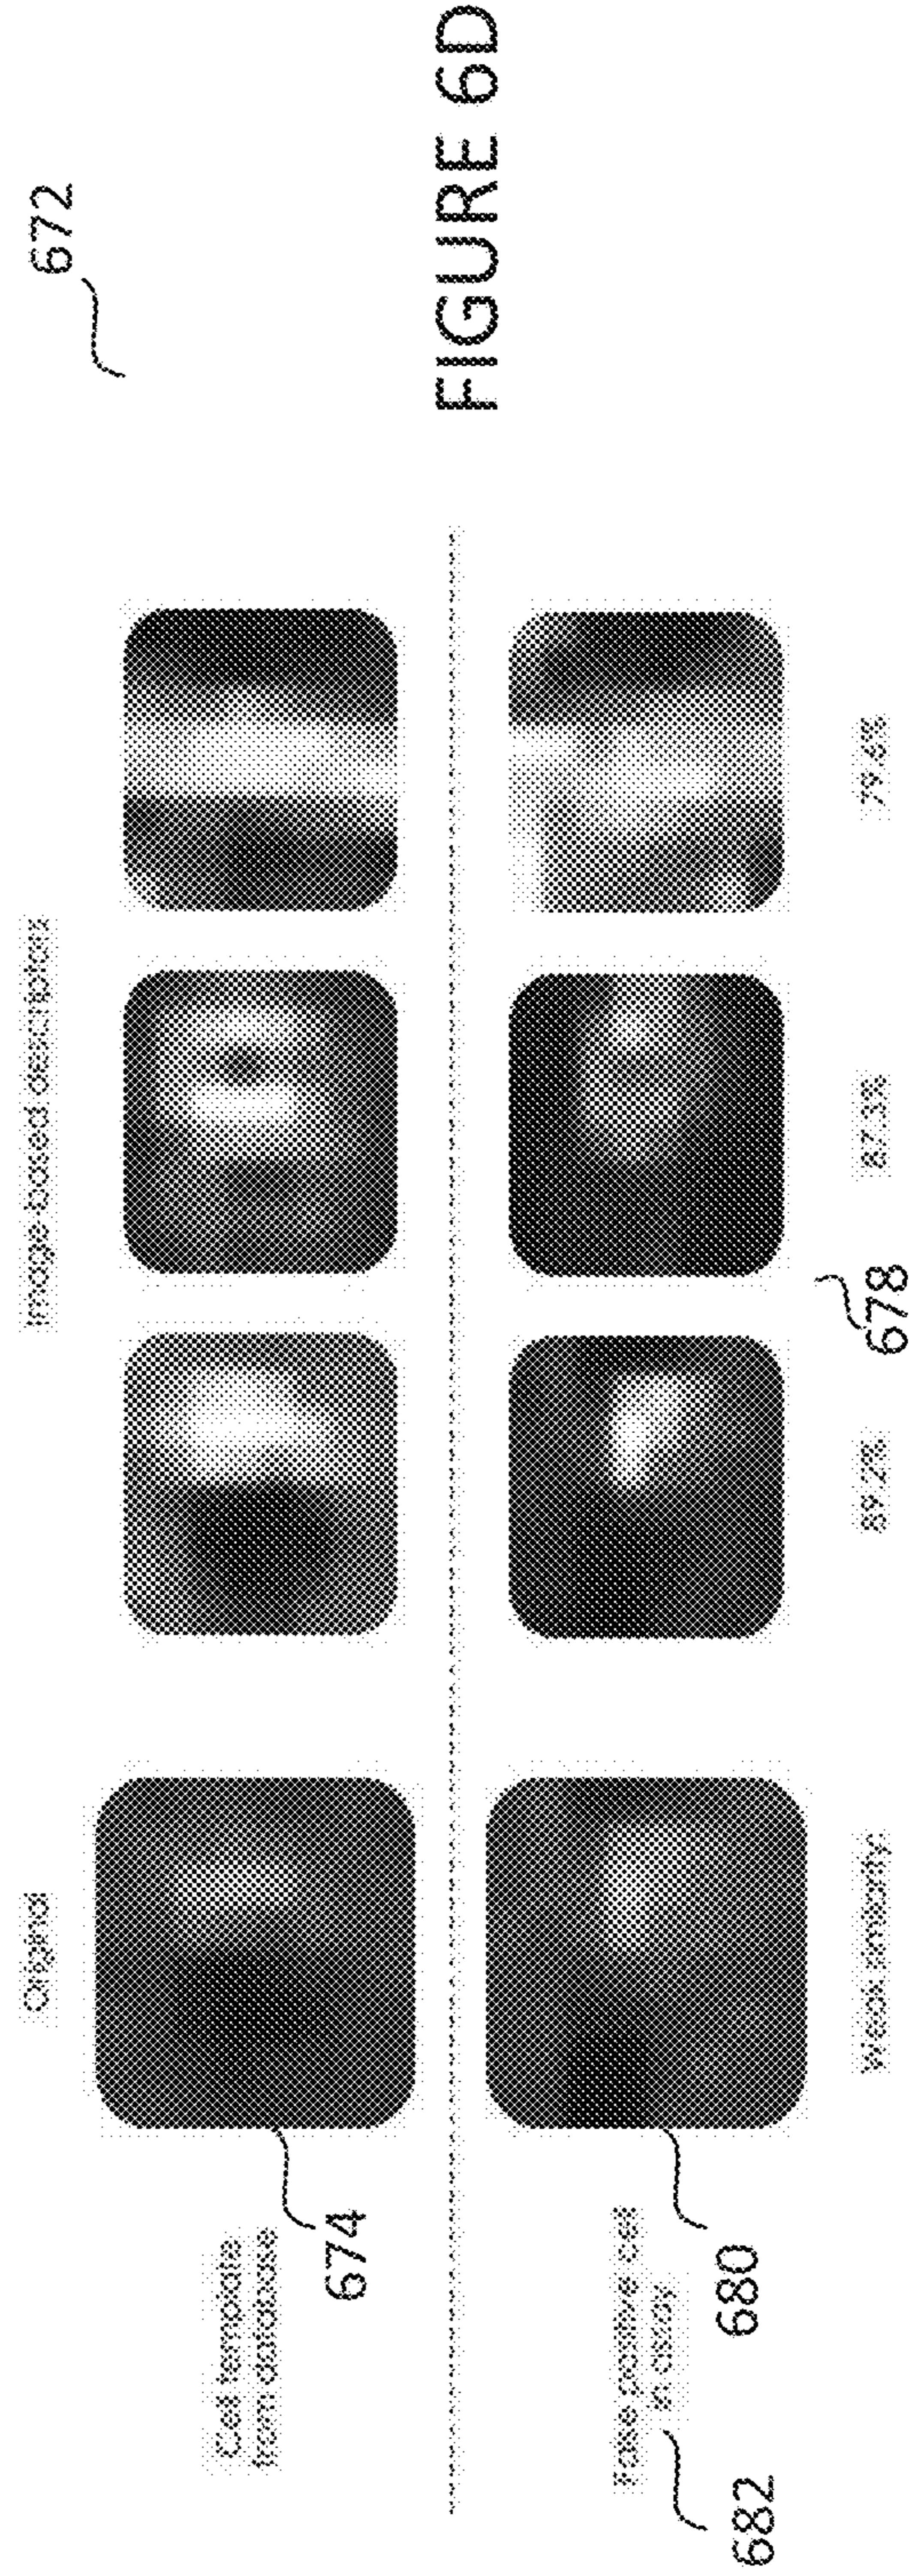 672
Original
Image-based descriptors
Cell template
from database
674
False positive cell
in assay
682
680
Weak similarity:
89.2%
87.3%
79.6%
678
FIGURE 6D